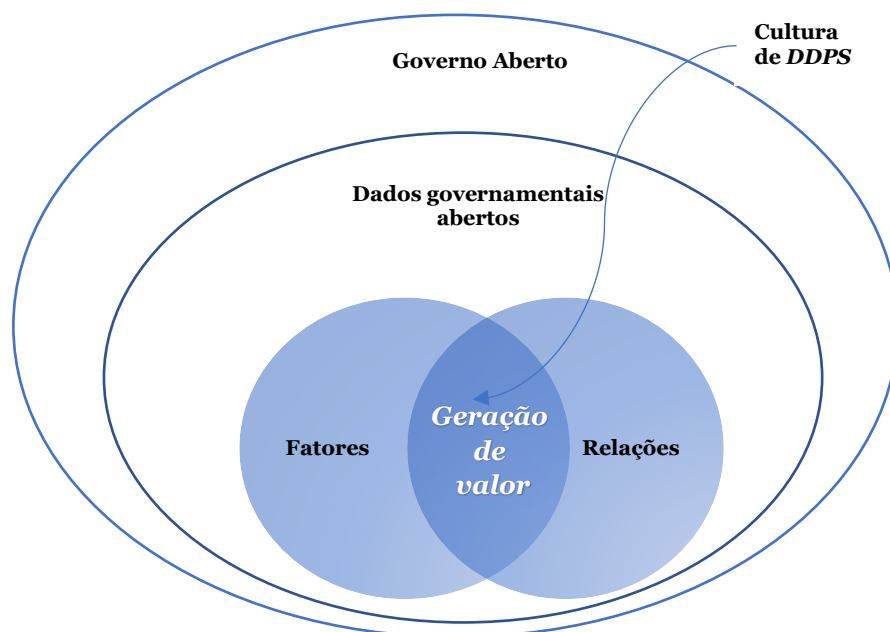 Cultura
de DDPS
Governo Aberto
Dados governamentais
abertos
Fatores
Geração
de
valor
Relações